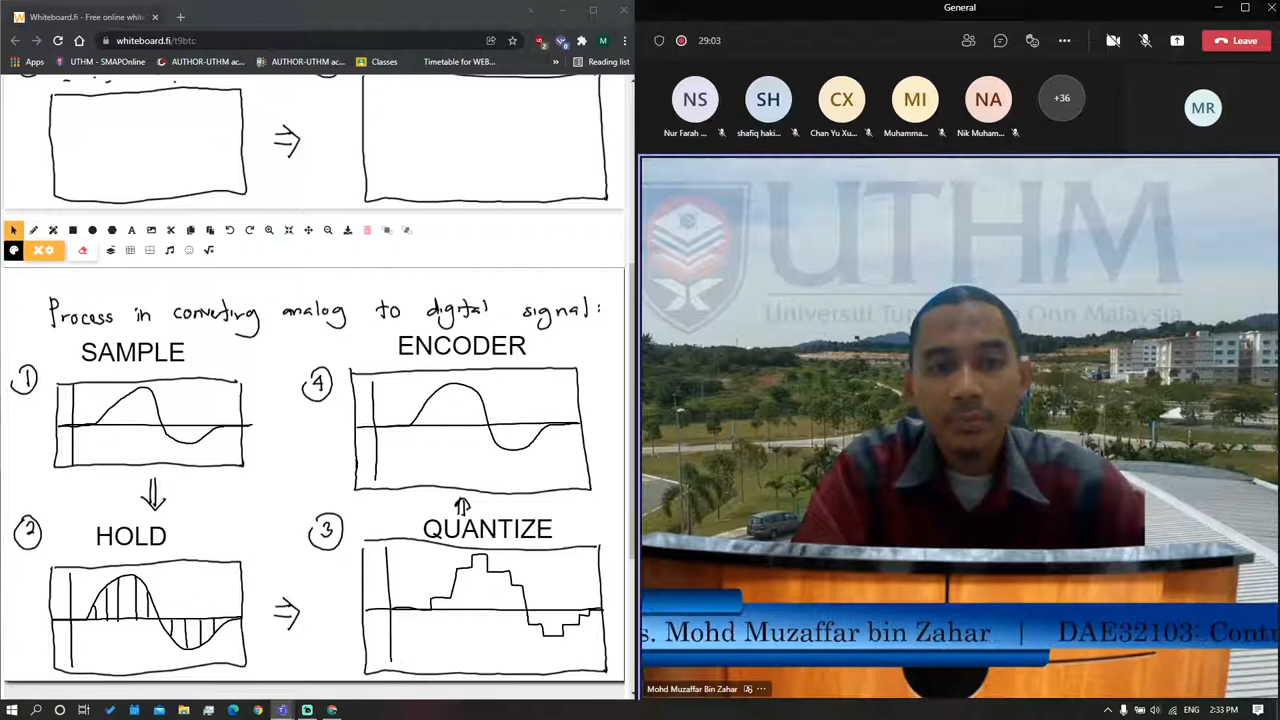 Whiteboard.fi - Free online whit
whiteboard.fi/t9btc
Apps
UTHM - SMAPOnline
AUTHOR-UTHM ac...
AUTHOR-UTHM ac...
Classes
Timetable for WEB...
»
Reading list
Process in converting analog to digital signal:
SAMPLE
ENCODER
1
4
HOLD
QUANTIZE
2
3
General
29:03
Leave
NS
SH
CX
MI
NA
+36
MR
Nur Farah ...
shafiq haki...
Chan Yu Xu...
Muhamma...
Nik Muham...
UTHM
Universiti Tun Onn Malaysia
s. Mohd Muzaffar bin Zahar | DAE32103: Contr
Mohd Muzaffar Bin Zahar
ENG
2:33 PM